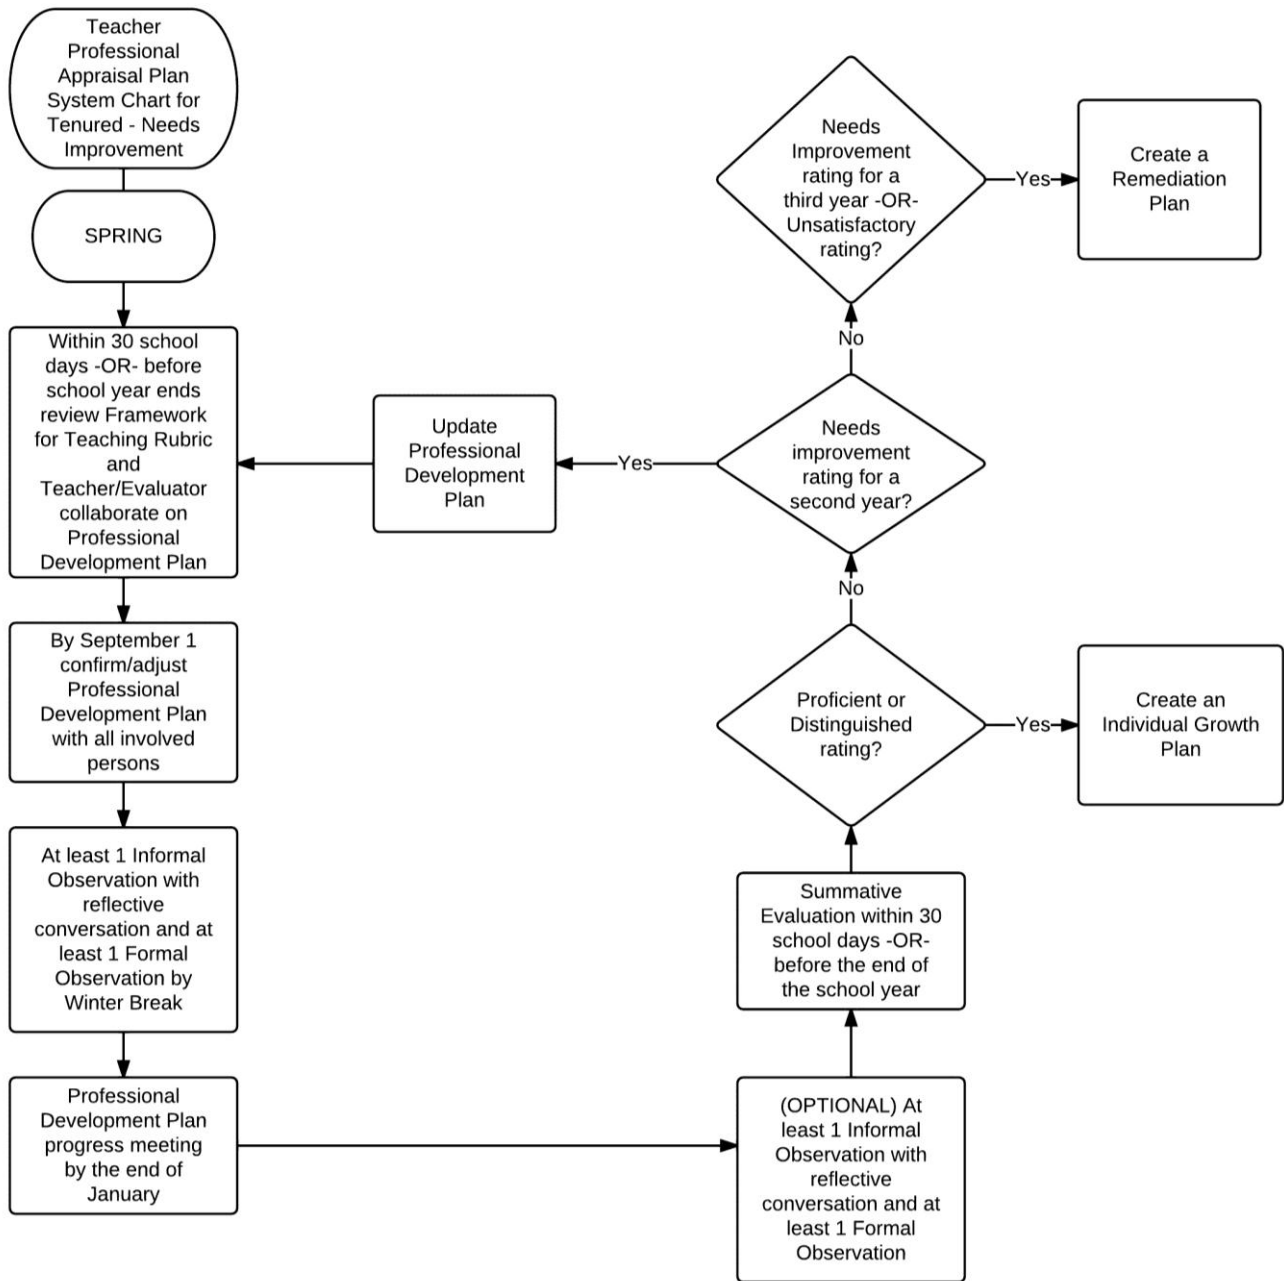 Teacher
Professional
Appraisal Plan
System Chart for
Tenured - Needs
Improvement
SPRING
Within 30 school
days -OR- before
school year ends
review Framework
for Teaching Rubric
and
Teacher/Evaluator
collaborate on
Professional
Development Plan
By September 1
confirm/adjust
Professional
Development Plan
with all involved
persons
At least 1 Informal
Observation with
reflective
conversation and at
least 1 Formal
Observation by
Winter Break
Professional
Development Plan
progress meeting
by the end of
January
(OPTIONAL) At
least 1 Informal
Observation with
reflective
conversation and at
least 1 Formal
Observation
Summative
Evaluation within 30
school days -OR-
before the end of
the school year
Proficient or
Distinguished
rating?
Yes
Create an
Individual Growth
Plan
No
Needs
improvement
rating for a
second year?
Yes
Update
Professional
Development
Plan
No
Needs
Improvement
rating for a
third year -OR-
Unsatisfactory
rating?
Yes
Create a
Remediation
Plan